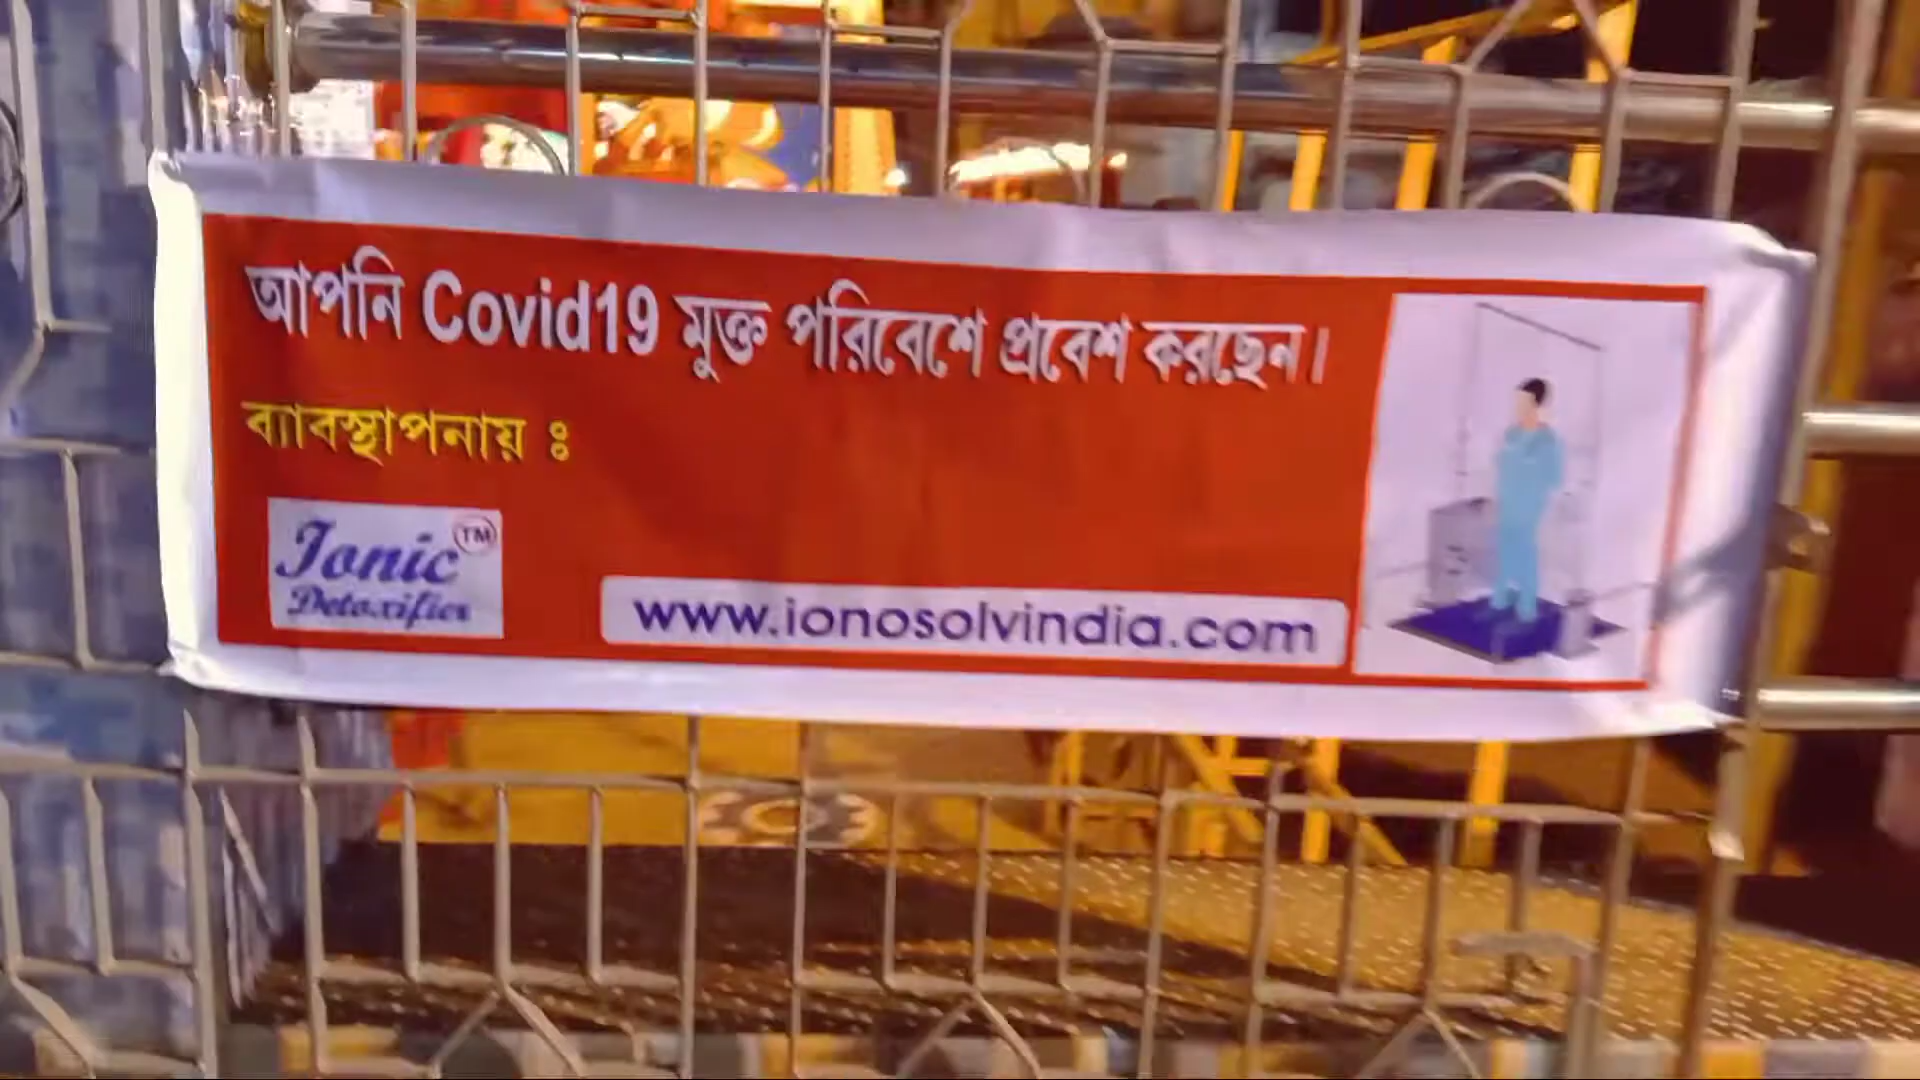 আপনি Covid19 মুক্ত পরিবেশে প্রবেশ করছেন।
ব্যাবস্থাপনায় ঃ
Ionic TM
Detoxifier
www.ionosolvindia.com